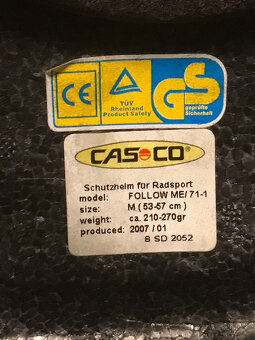 CE
TÜV
Rheinland
Product Safety
GS
geprüfte
Sicherheit
CASCO
Schutzhelm für Radsport
model: FOLLOW ME/ 71-1
size: M ( 53-57 cm )
weight: ca. 210-270gr
produced: 2007 / 01
8 SD 2052